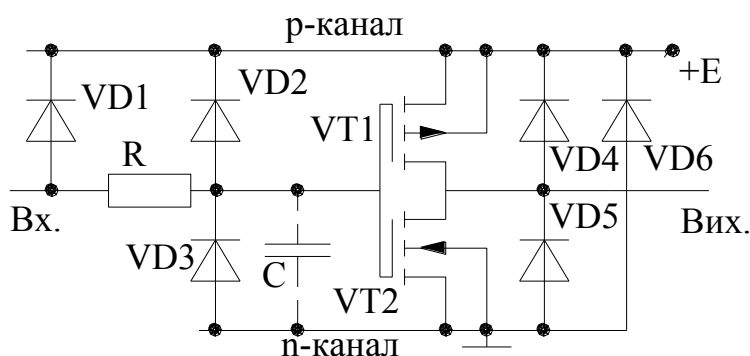 р-канал
+E
VD1
VD2
VT1
VD4
VD6
R
Вх.
VD3
C
VT2
VD5
Вих.
n-канал